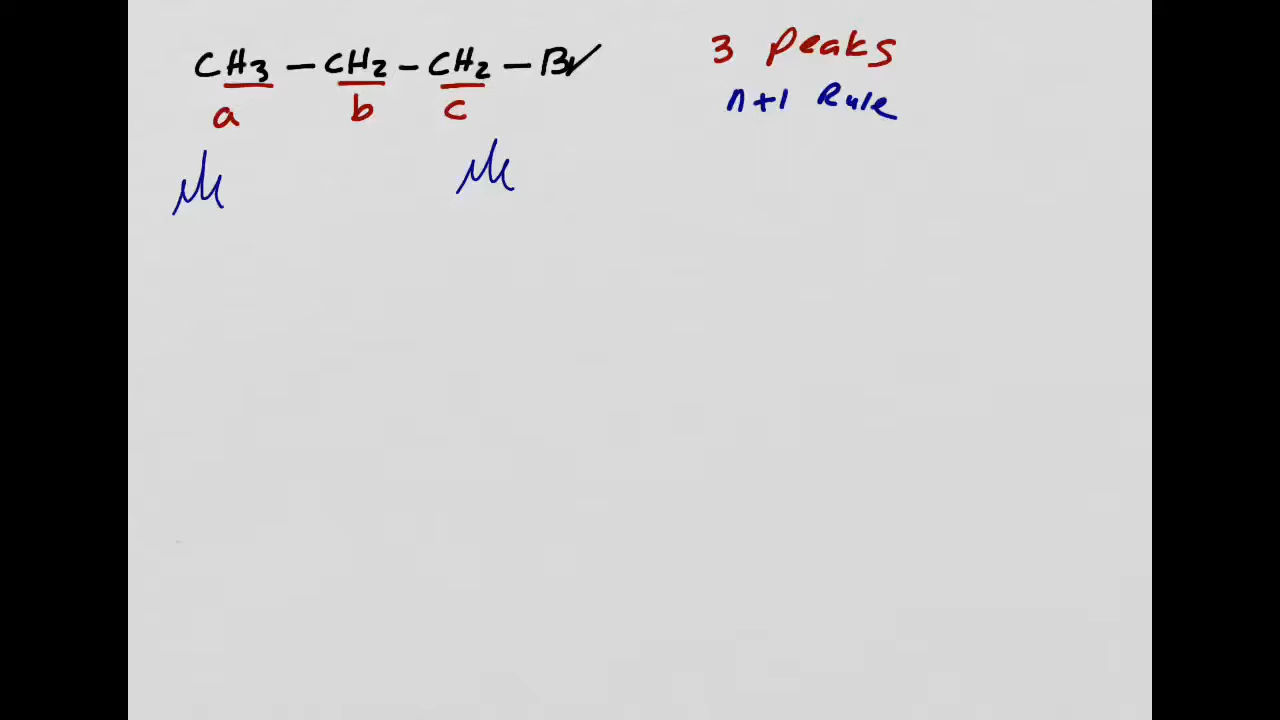 CH3 — CH2 — CH2 — Br
a b c
3 Peaks
n+1 Rule